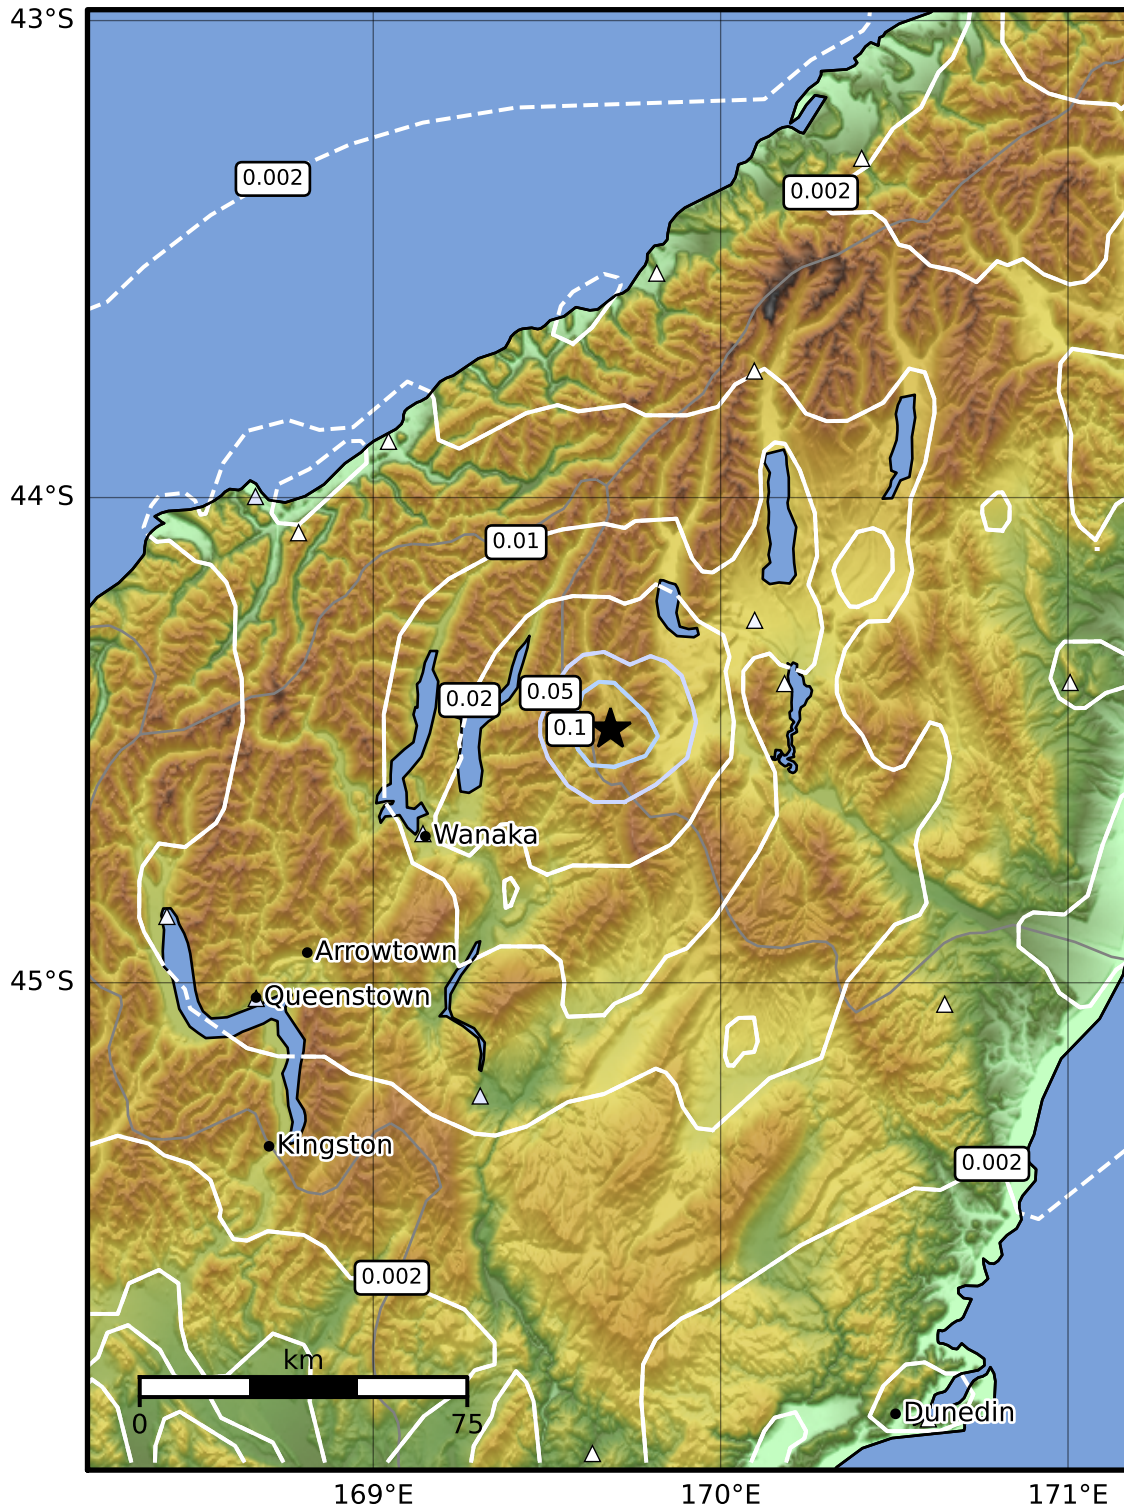 43°S
0.002
0.002
44°S
0.01
0.02
0.05
0.1
Wanaka
Arrowtown
45°S
Queenstown
Kingston
0.002
0.002
km
0
75
Dunedin
169°E
170°E
171°E